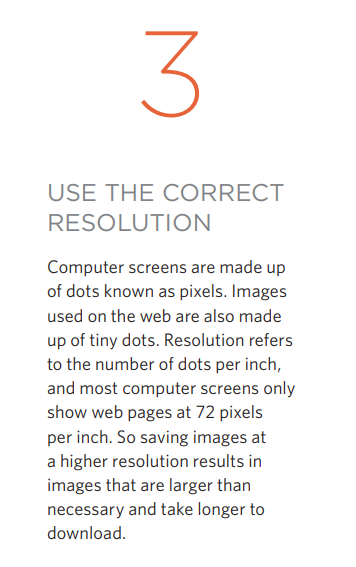 3
USE THE CORRECT
RESOLUTION
Computer screens are made up
of dots known as pixels. Images
used on the web are also made
up of tiny dots. Resolution refers
to the number of dots per inch,
and most computer screens only
show web pages at 72 pixels
per inch. So saving images at
a higher resolution results in
images that are larger than
necessary and take longer to
download.